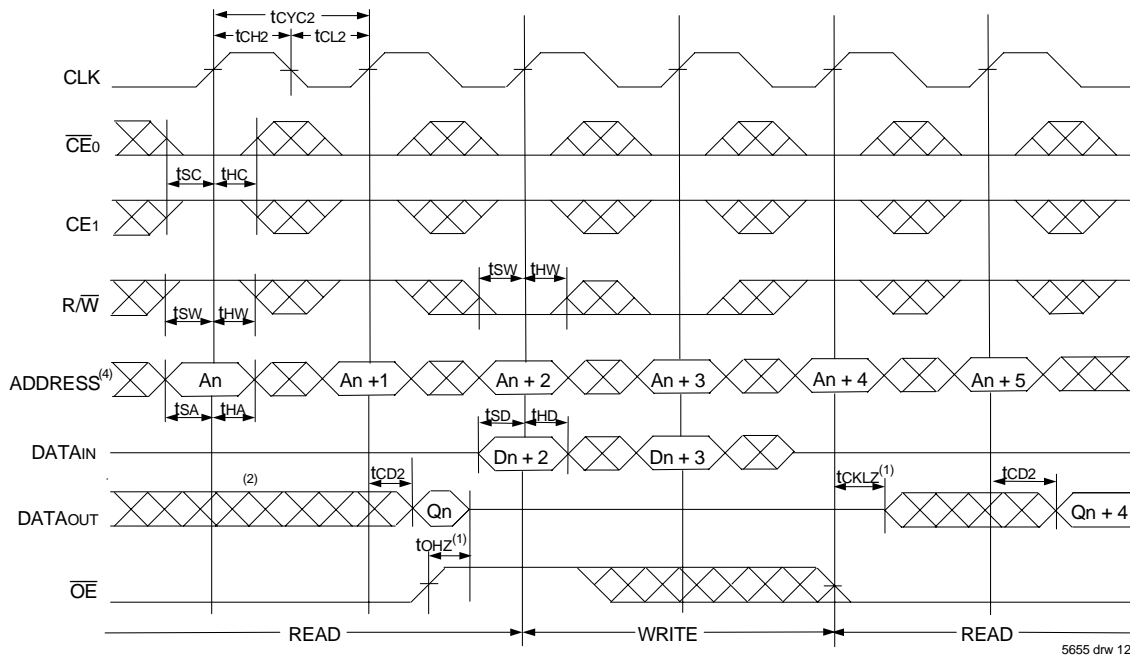 tCYC2
tCH2 tCL2
CLK
CE0
tSC tHC
CE1
tSW tHW
R/W
tSW tHW
ADDRESS(4) An An +1 An + 2 An + 3 An + 4 An + 5
tSA tHA tSD tHD
DATAIN Dn + 2 Dn + 3
tCD2 tCKLZ(1) tCD2
(2)
DATAOUT Qn Qn + 4
tOHZ(1)
OE
READ WRITE READ
5655 drw 12